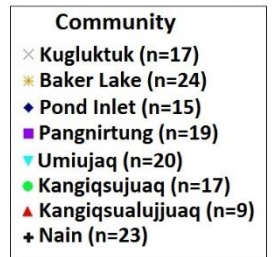 Community
Kugluktuk (n=17)
Baker Lake (n=24)
Pond Inlet (n=15)
Pangnirtung (n=19)
Umiujaq (n=20)
Kangiqsujuaq (n=17)
Kangiqsualujjuaq (n=9)
Nain (n=23)